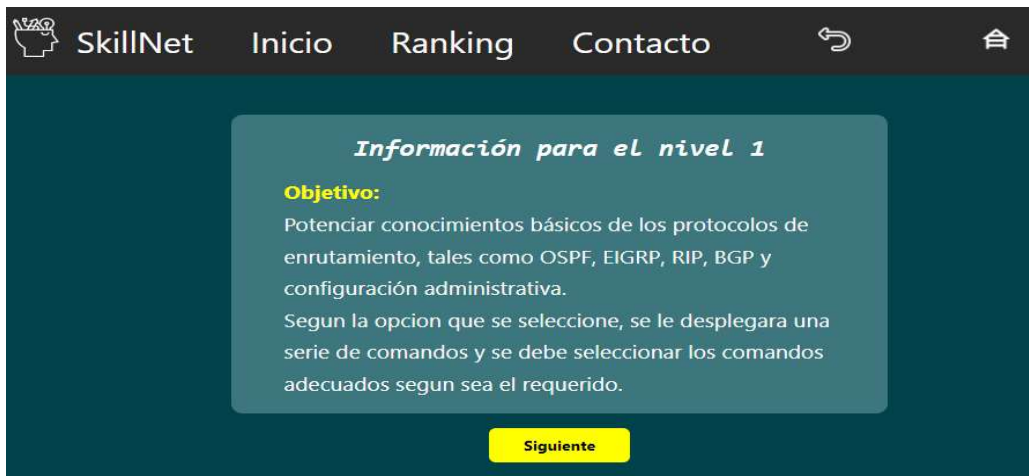 SkillNet Inicio Ranking Contacto
Información para el nivel 1
Objetivo:
Potenciar conocimientos básicos de los protocolos de
enrutamiento, tales como OSPF, EIGRP, RIP, BGP y
configuración administrativa.
Segun la opcion que se seleccione, se le desplegara una
serie de comandos y se debe seleccionar los comandos
adecuados segun sea el requerido.
Siguiente